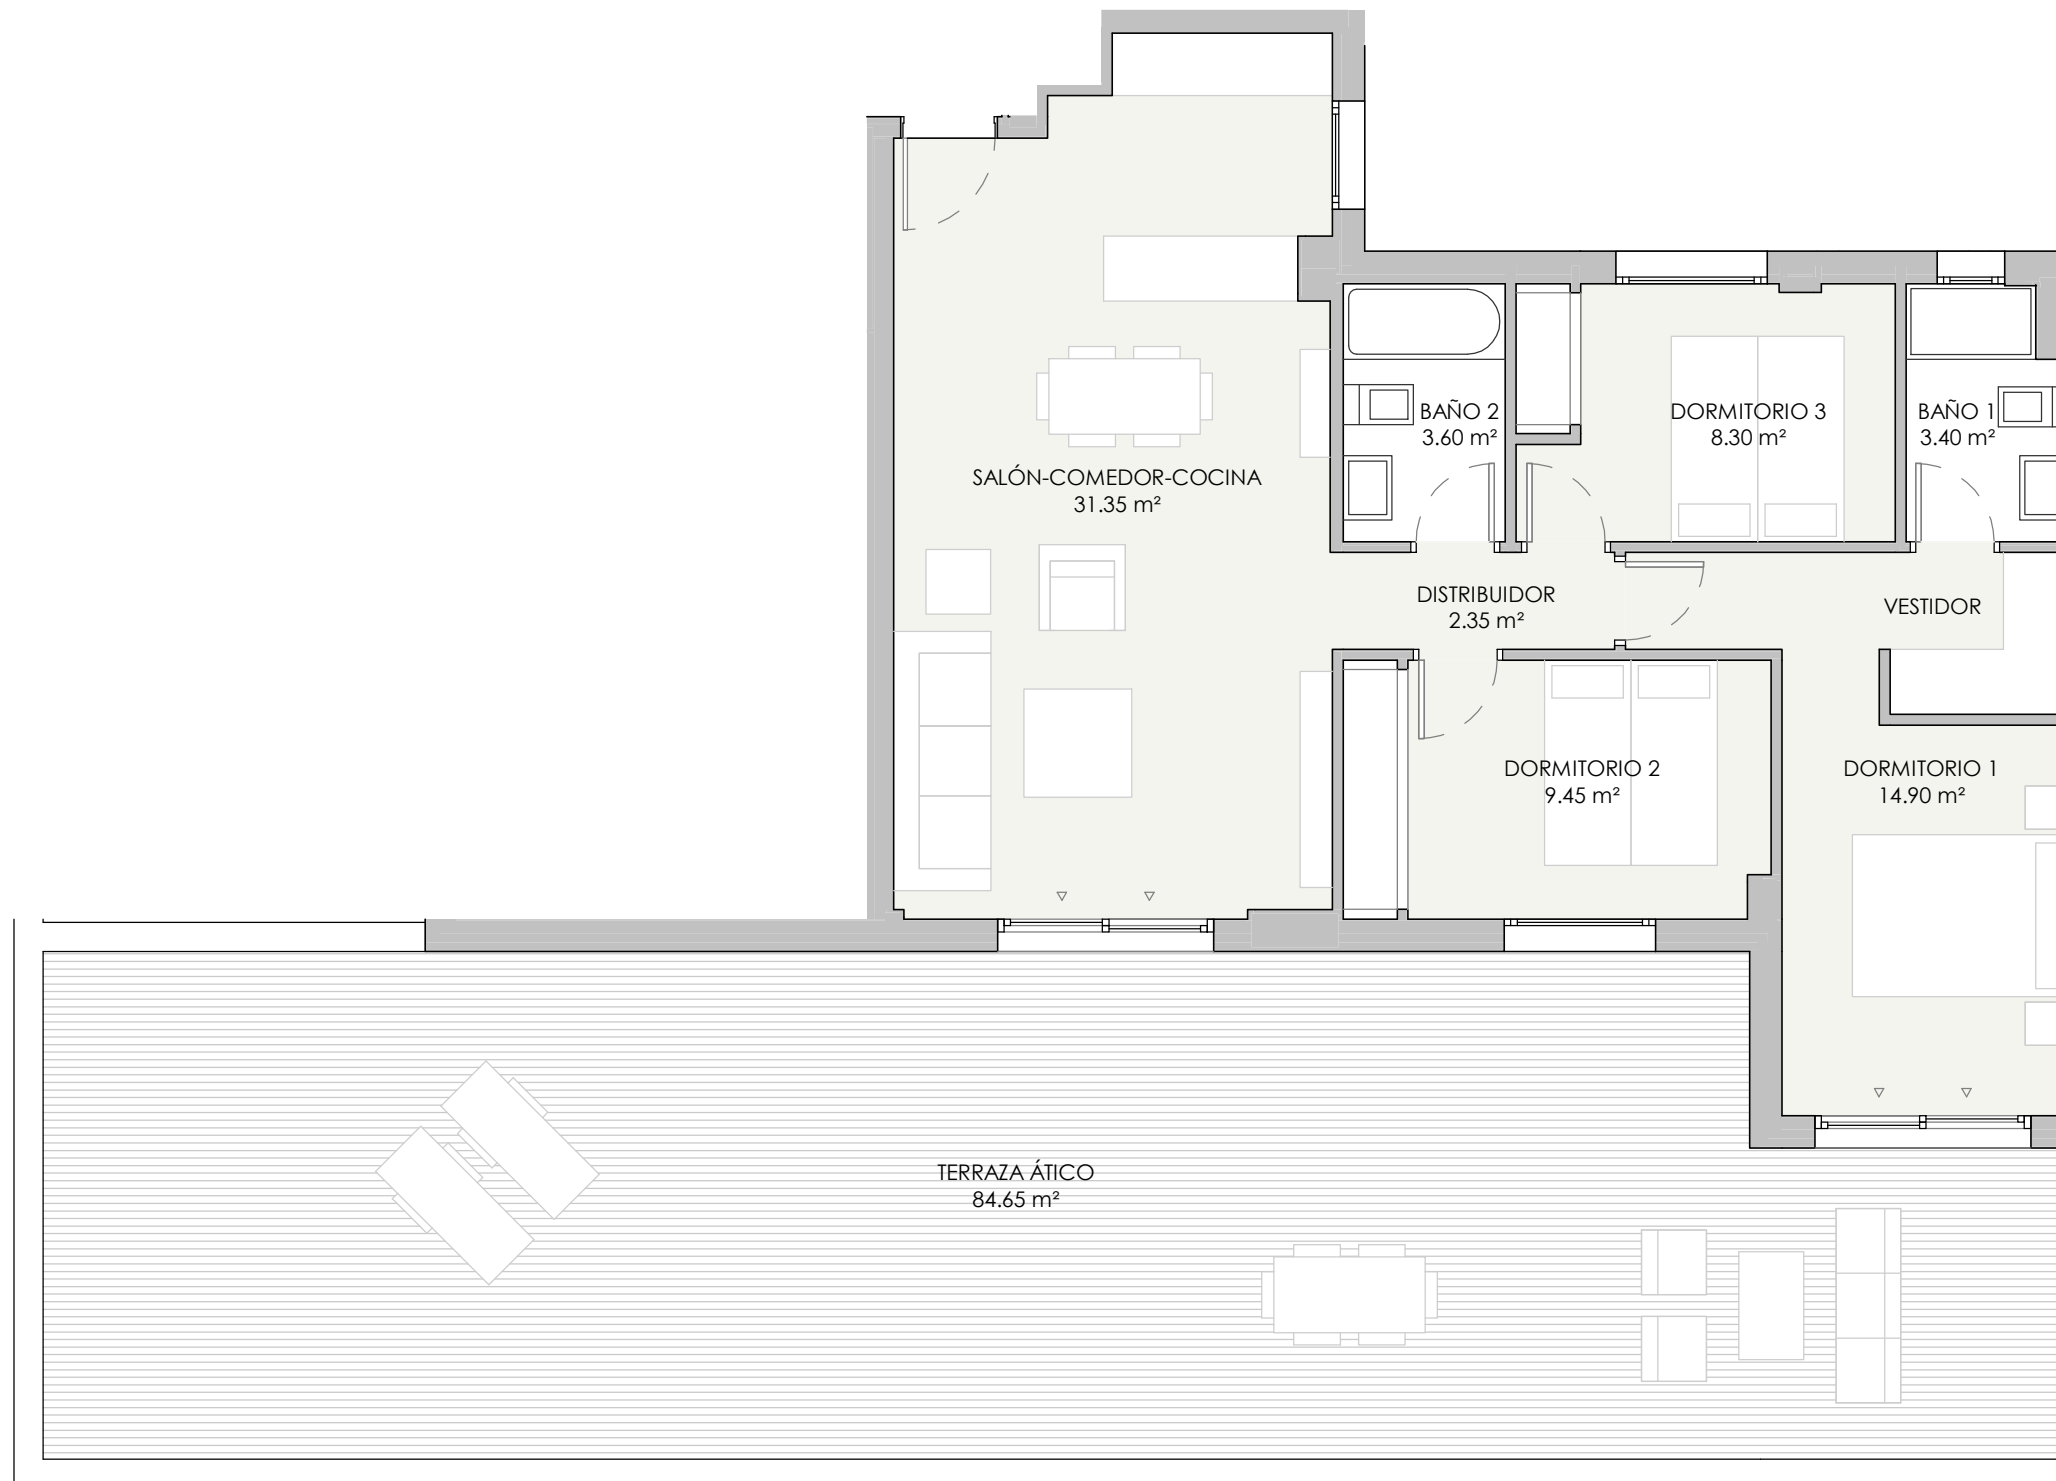 BAÑO 2
3.60 m²
DORMITORIO 3
8.30 m²
BAÑO 1
3.40 m²
SALÓN-COMEDOR-COCINA
31.35 m²
DISTRIBUIDOR
2.35 m²
VESTIDOR
DORMITORIO 2
9.45 m²
DORMITORIO 1
14.90 m²
TERRAZA ÁTICO
84.65 m²